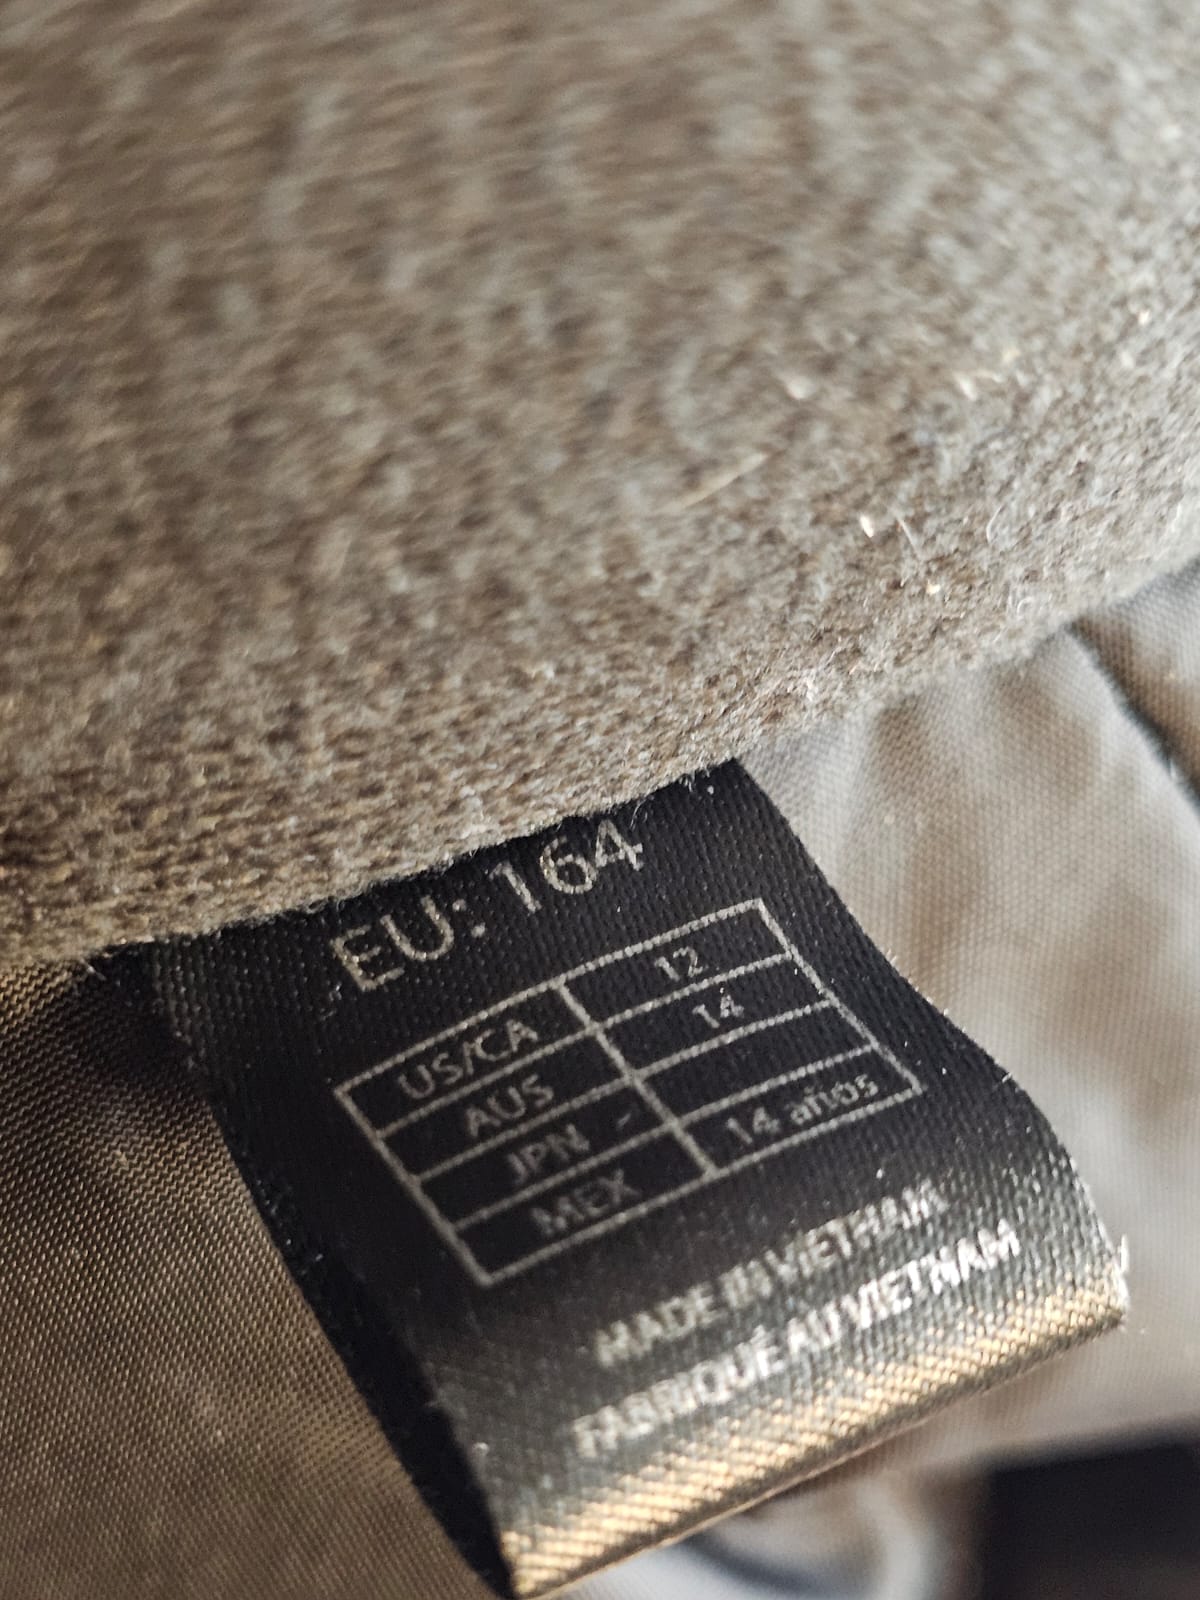 EU: 164
US/CA 12
AUS 14
JPN -
MEX 14 años
MADE IN VIETNAM
FABRIQUÉ AU VIETNAM